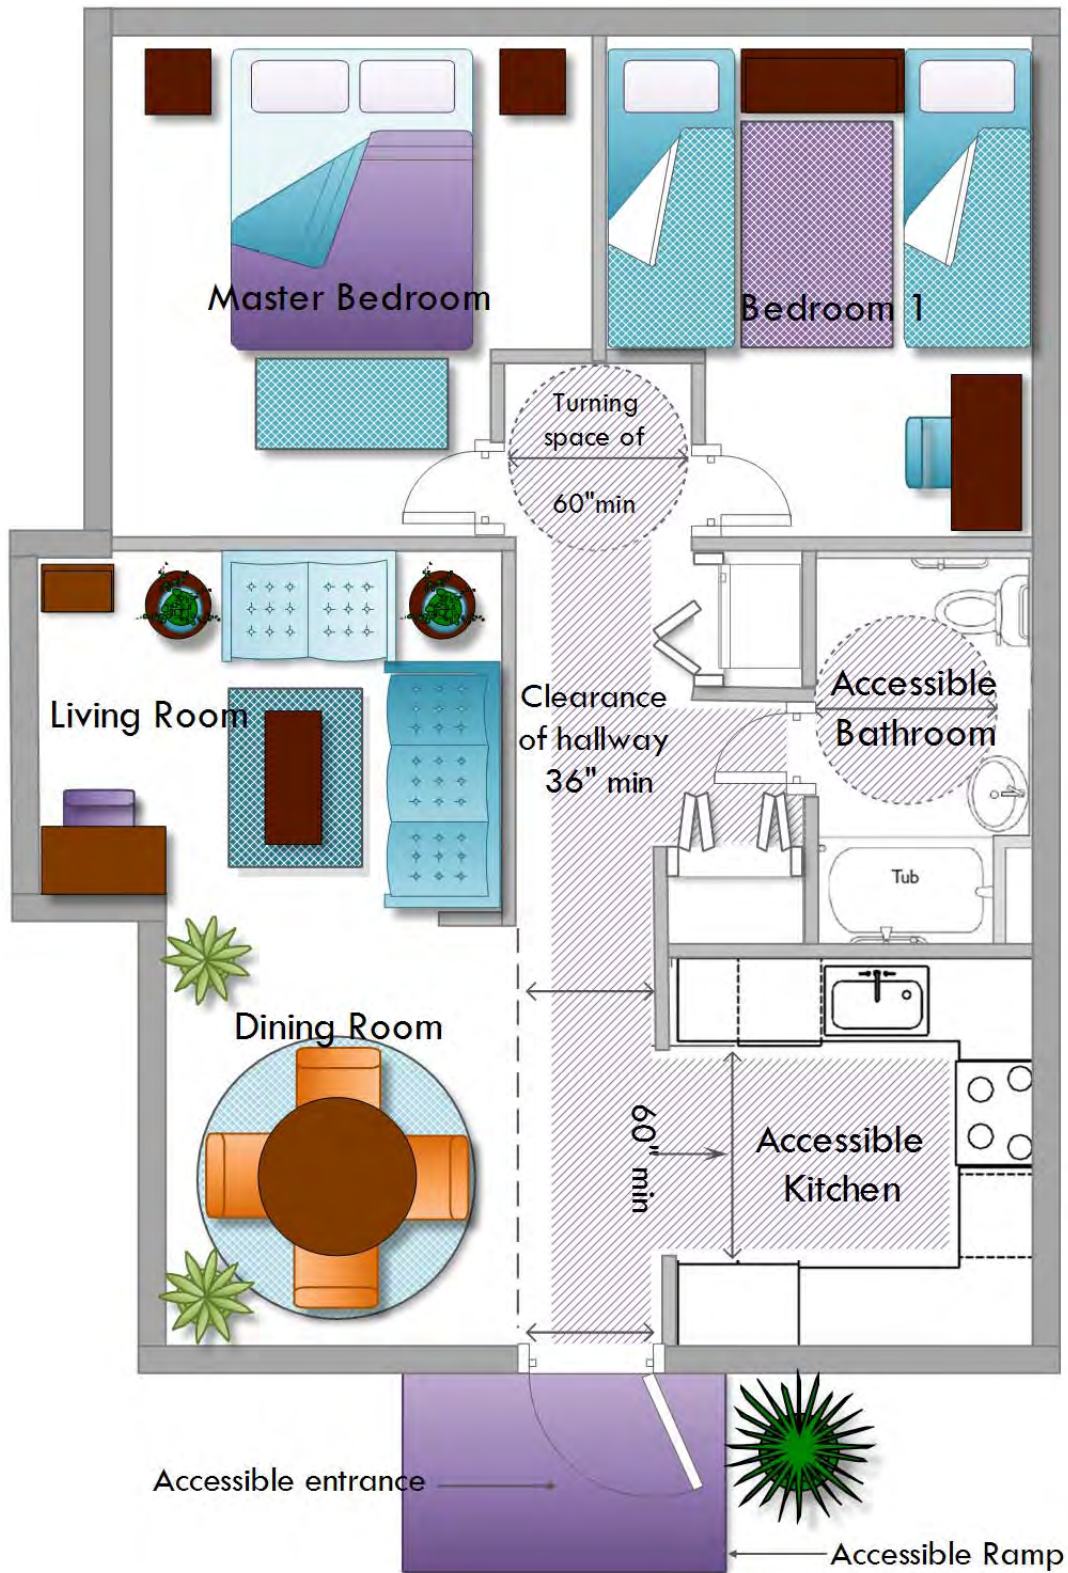 Master Bedroom
Bedroom 1
Turning
space of
60"min
Living Room
Clearance
of hallway
36" min
Accessible
Bathroom
Tub
Dining Room
60" min
Accessible
Kitchen
Accessible entrance
Accessible Ramp